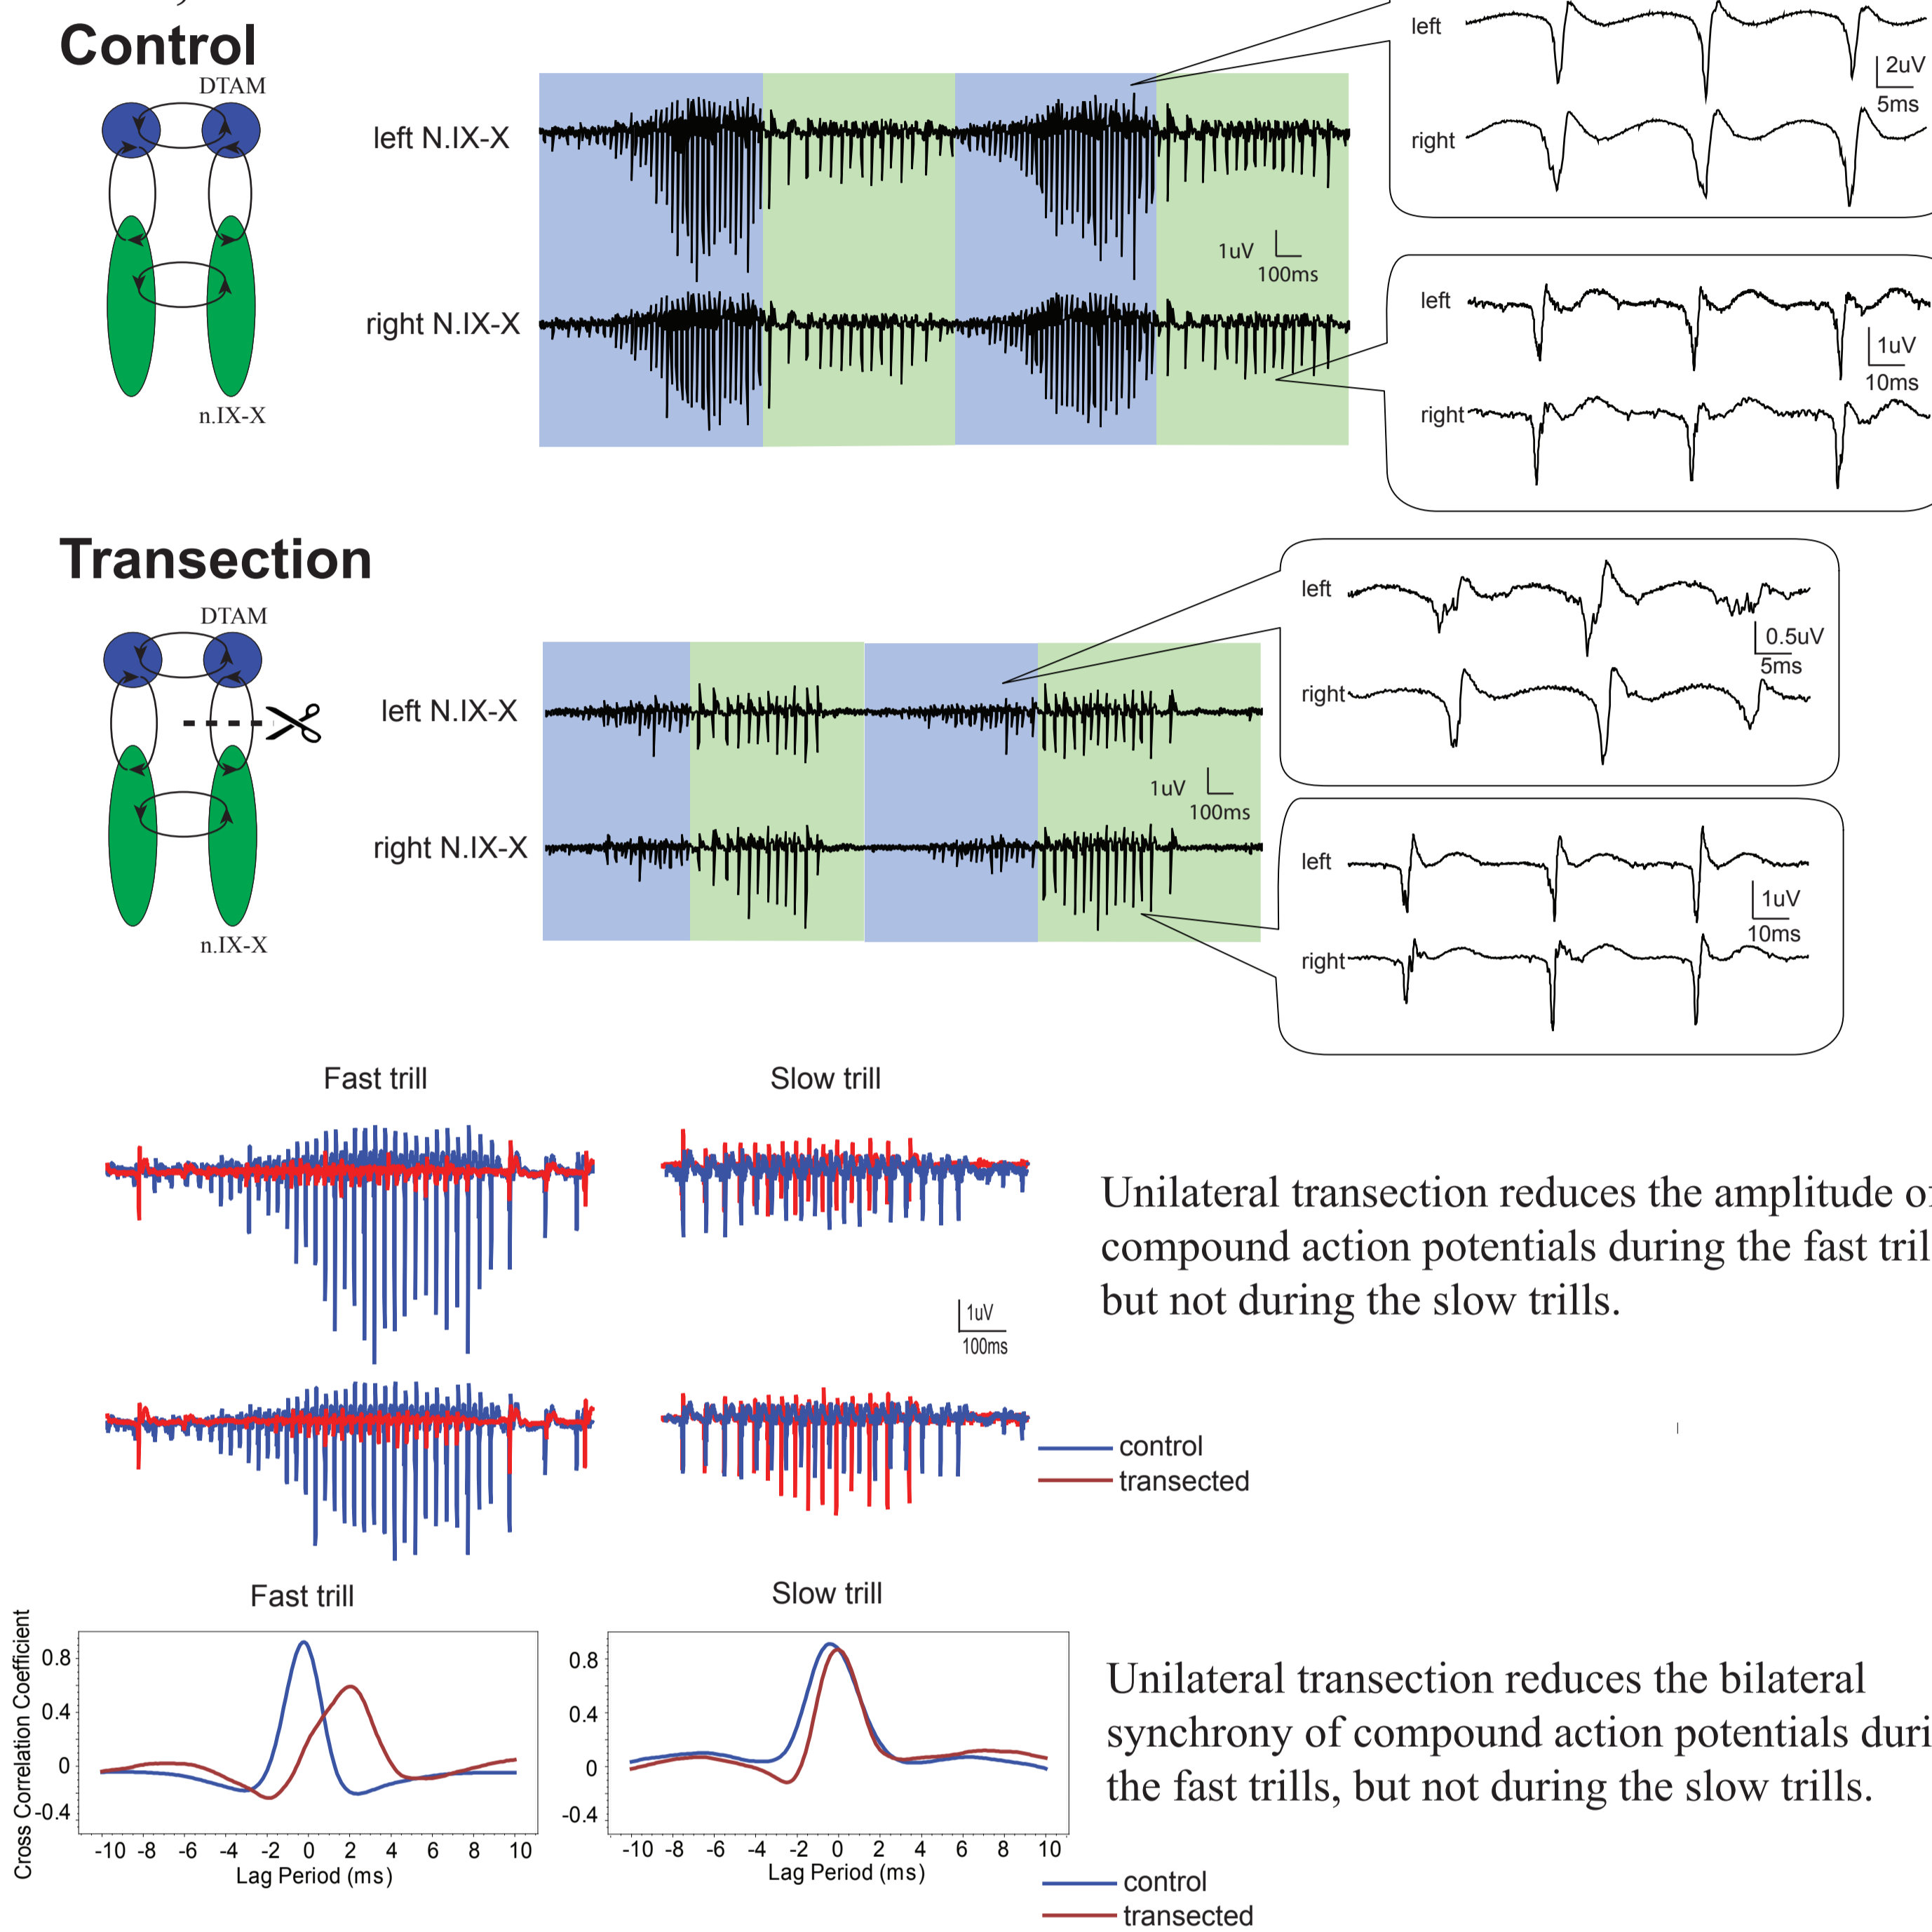 Control
DTAM
n.IX-X
left N.IX-X
right N.IX-X
1uV
100ms
left
right
2uV
5ms
left
right
1uV
10ms
Transection
DTAM
n.IX-X
left N.IX-X
right N.IX-X
1uV
100ms
left
right
0.5uV
5ms
left
right
1uV
10ms
Fast trill
Slow trill
1uV
100ms
control
transected
Unilateral transection reduces the amplitude o
compound action potentials during the fast tril
but not during the slow trills.
Fast trill
Cross Correlation Coefficient
0.8
0.4
0
-0.4
-10 -8 -6 -4 -2 0 2 4 6 8 10
Lag Period (ms)
Slow trill
0.8
0.4
0
-0.4
-10 -8 -6 -4 -2 0 2 4 6 8 10
Lag Period (ms)
control
transected
Unilateral transection reduces the bilateral
synchrony of compound action potentials duri
the fast trills, but not during the slow trills.